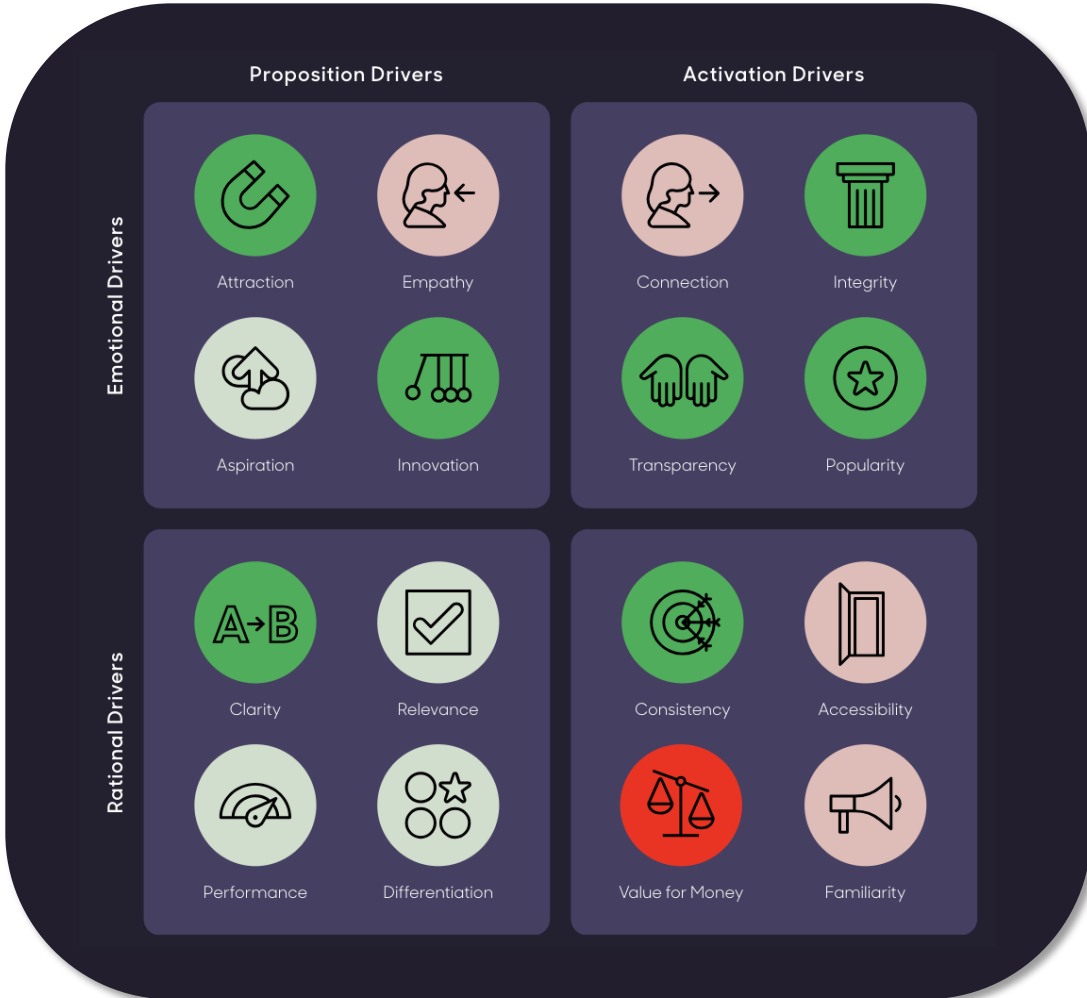 Proposition Drivers
Activation Drivers
Emotional Drivers
Attraction
Empathy
Connection
Integrity
Aspiration
Innovation
Transparency
Popularity
Rational Drivers
A→B
Clarity
Relevance
Consistency
Accessibility
Performance
Differentiation
Value for Money
Familiarity